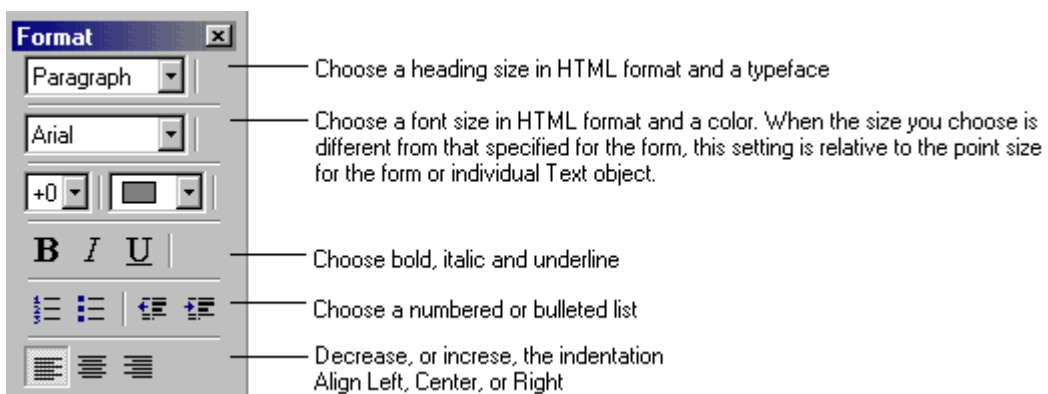 Format
Paragraph
Choose a heading size in HTML format and a typeface
Arial
Choose a font size in HTML format and a color. When the size you choose is
different from that specified for the form, this setting is relative to the point size
for the form or individual Text object.
+0
B I U
Choose bold, italic and underline
Choose a numbered or bulleted list
Decrease, or increse, the indentation
Align Left, Center, or Right